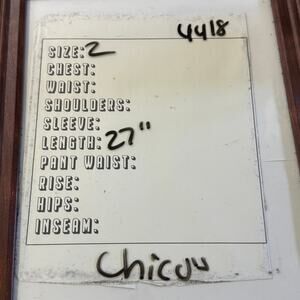 4418
SIZE: 2
CHEST:
WAIST:
SHOULDERS:
SLEEVE:
LENGTH: 27"
PANT WAIST:
RISE:
HIPS:
INSEAM: